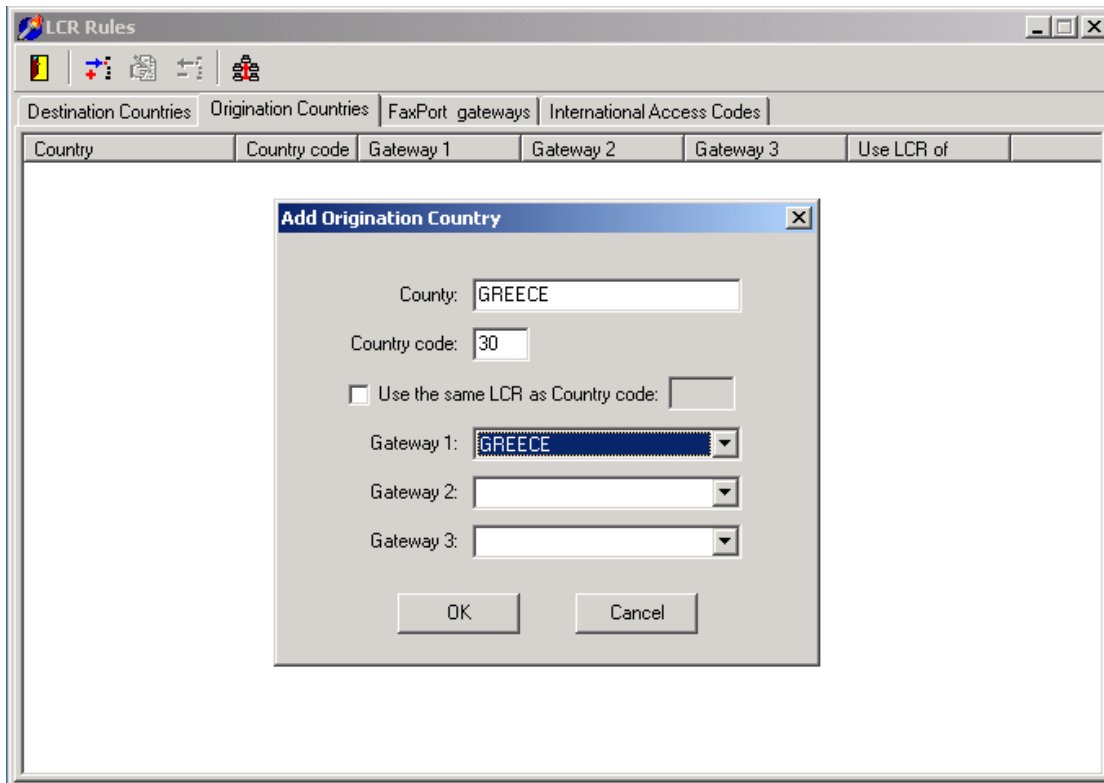 LCR Rules
Destination Countries Origination Countries FaxPort gateways International Access Codes
Country Country code Gateway 1 Gateway 2 Gateway 3 Use LCR of
Add Origination Country
County: GREECE
Country code: 30
Use the same LCR as Country code:
Gateway 1: GREECE
Gateway 2:
Gateway 3:
OK Cancel